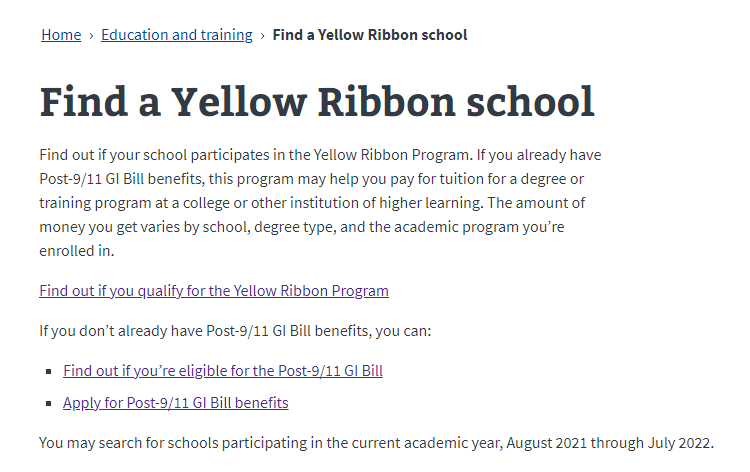 Home › Education and training › Find a Yellow Ribbon school
Find a Yellow Ribbon school
Find out if your school participates in the Yellow Ribbon Program. If you already have
Post-9/11 GI Bill benefits, this program may help you pay for tuition for a degree or
training program at a college or other institution of higher learning. The amount of
money you get varies by school, degree type, and the academic program you’re
enrolled in.
Find out if you qualify for the Yellow Ribbon Program
If you don’t already have Post-9/11 GI Bill benefits, you can:
▪ Find out if you’re eligible for the Post-9/11 GI Bill
▪ Apply for Post-9/11 GI Bill benefits
You may search for schools participating in the current academic year, August 2021 through July 2022.